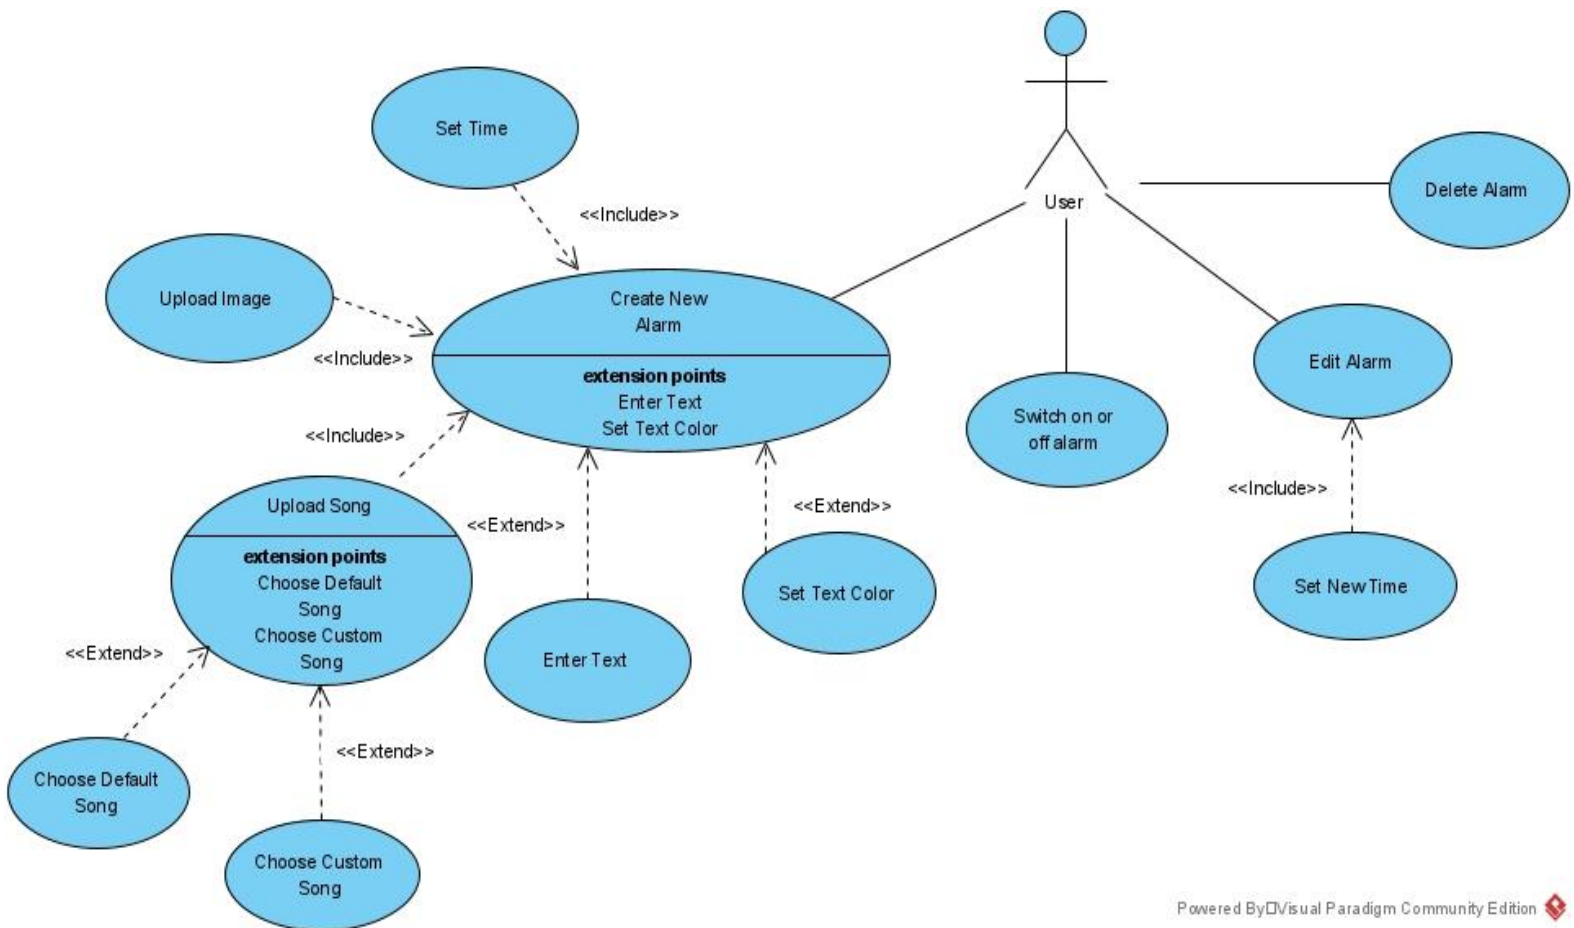 Set Time
<<Include>>
User
Delete Alarm
Upload Image
<<Include>>
Create New
Alarm
extension points
Enter Text
Set Text Color
Edit Alarm
Switch on or
off alarm
<<Include>>
Upload Song
extension points
Choose Default
Song
Choose Custom
Song
<<Extend>>
<<Extend>>
<<Include>>
Set New Time
Set Text Color
Enter Text
<<Extend>>
<<Extend>>
Choose Default
Song
Choose Custom
Song
Powered By□Visual Paradigm Community Edition